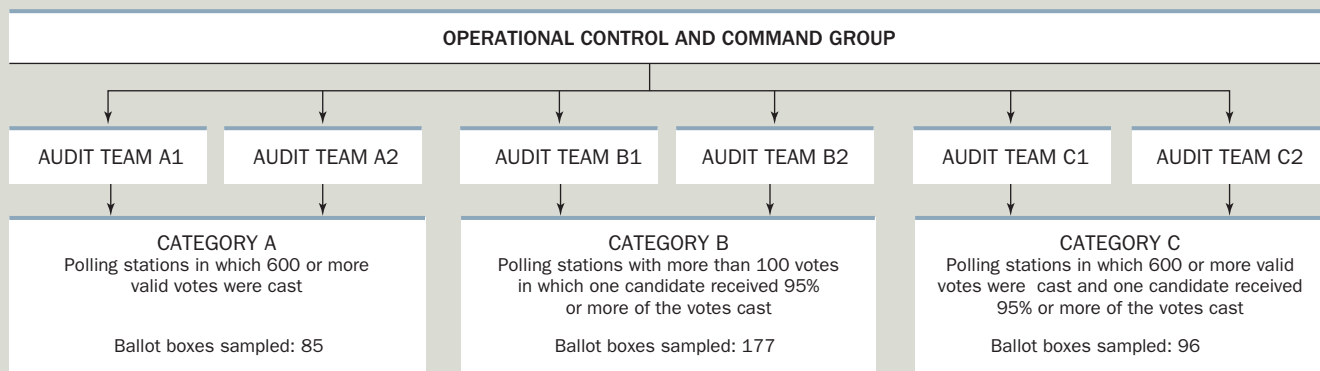 OPERATIONAL CONTROL AND COMMAND GROUP
AUDIT TEAM A1
AUDIT TEAM A2
AUDIT TEAM B1
AUDIT TEAM B2
AUDIT TEAM C1
AUDIT TEAM C2
CATEGORY A
Polling stations in which 600 or more
valid votes were cast
Ballot boxes sampled: 85
CATEGORY B
Polling stations with more than 100 votes
in which one candidate received 95%
or more of the votes cast
Ballot boxes sampled: 177
CATEGORY C
Polling stations in which 600 or more valid
votes were cast and one candidate received
95% or more of the votes cast
Ballot boxes sampled: 96